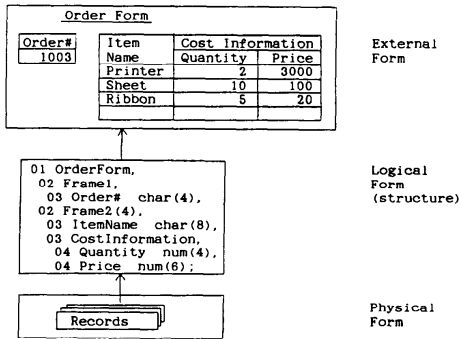 Order Form
Order# Item Cost Information External
1003 Name Quantity Price Form
Printer 2 3000
Sheet 10 100
Ribbon 5 20
01 OrderForm, Logical
02 Frame1, Form
03 Order# char(4), (structure)
02 Frame2(4),
03 ItemName char(8),
03 CostInformation,
04 Quantity num(4),
04 Price num(6);
Physical
Records Form